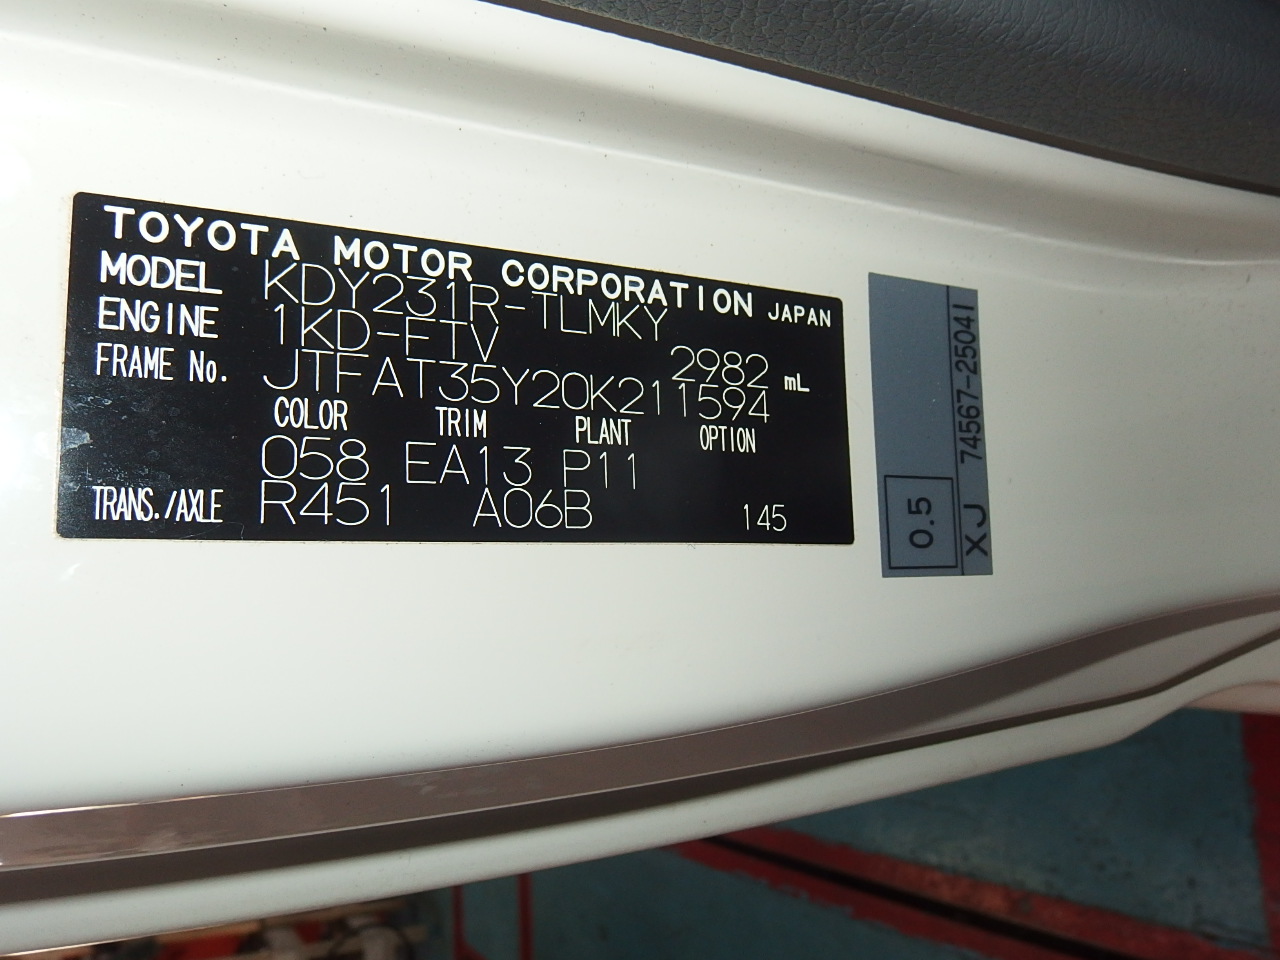 TOYOTA MOTOR CORPORATION JAPAN
MODEL KDY231R-TLMKY
ENGINE 1KD-FTV 2982 mL
FRAME No. JTFAT35Y20K211594
COLOR TRIM PLANT OPTION
058 EA13 P11
TRANS./AXLE R451 A06B 145
74567-25041
0.5
XJ